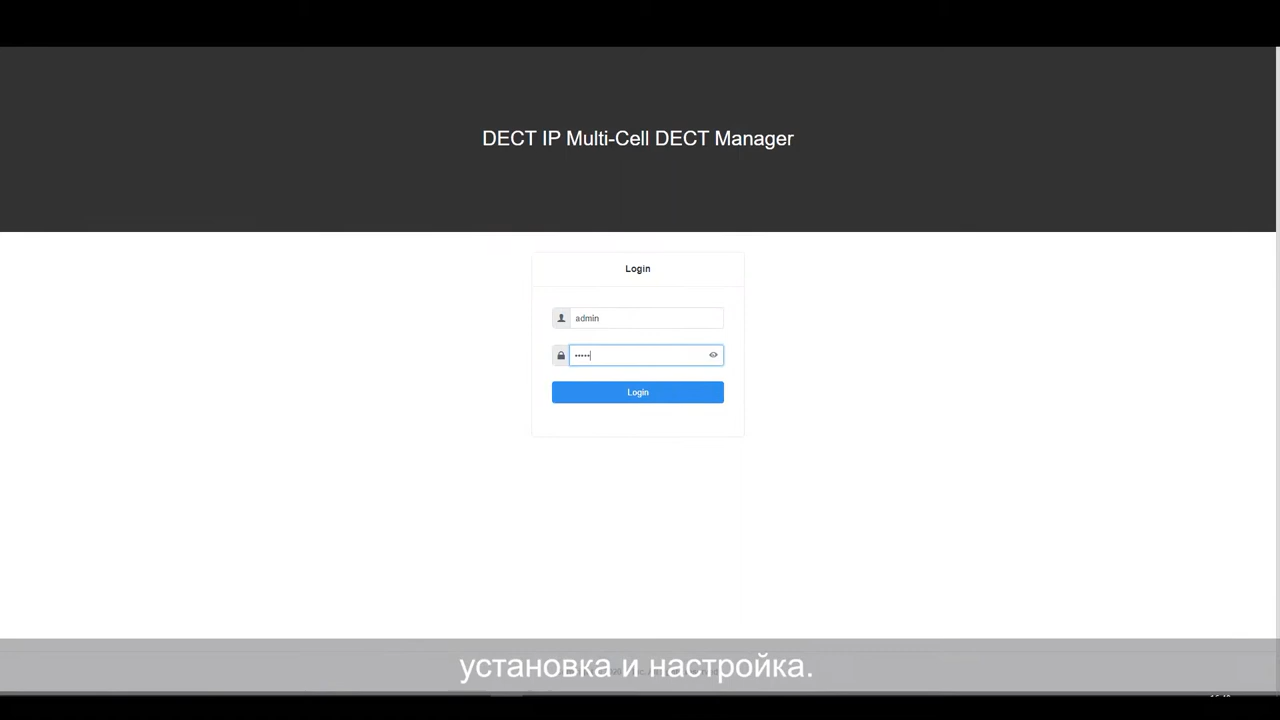 DECT IP Multi-Cell DECT Manager
Login
admin
•••••
Login
установка и настройка.